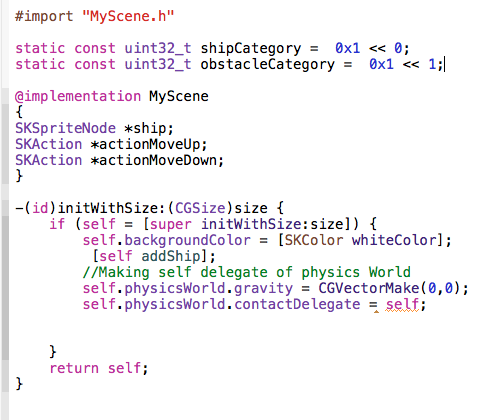 #import "MyScene.h"
static const uint32_t shipCategory =  0x1 << 0;
static const uint32_t obstacleCategory =  0x1 << 1;
@implementation MyScene
{
SKSpriteNode *ship;
SKAction *actionMoveUp;
SKAction *actionMoveDown;
}
-(id)initWithSize:(CGSize)size {
    if (self = [super initWithSize:size]) {
        self.backgroundColor = [SKColor whiteColor];
         [self addShip];
        //Making self delegate of physics World
        self.physicsWorld.gravity = CGVectorMake(0,0);
        self.physicsWorld.contactDelegate = self;
    }
    return self;
}